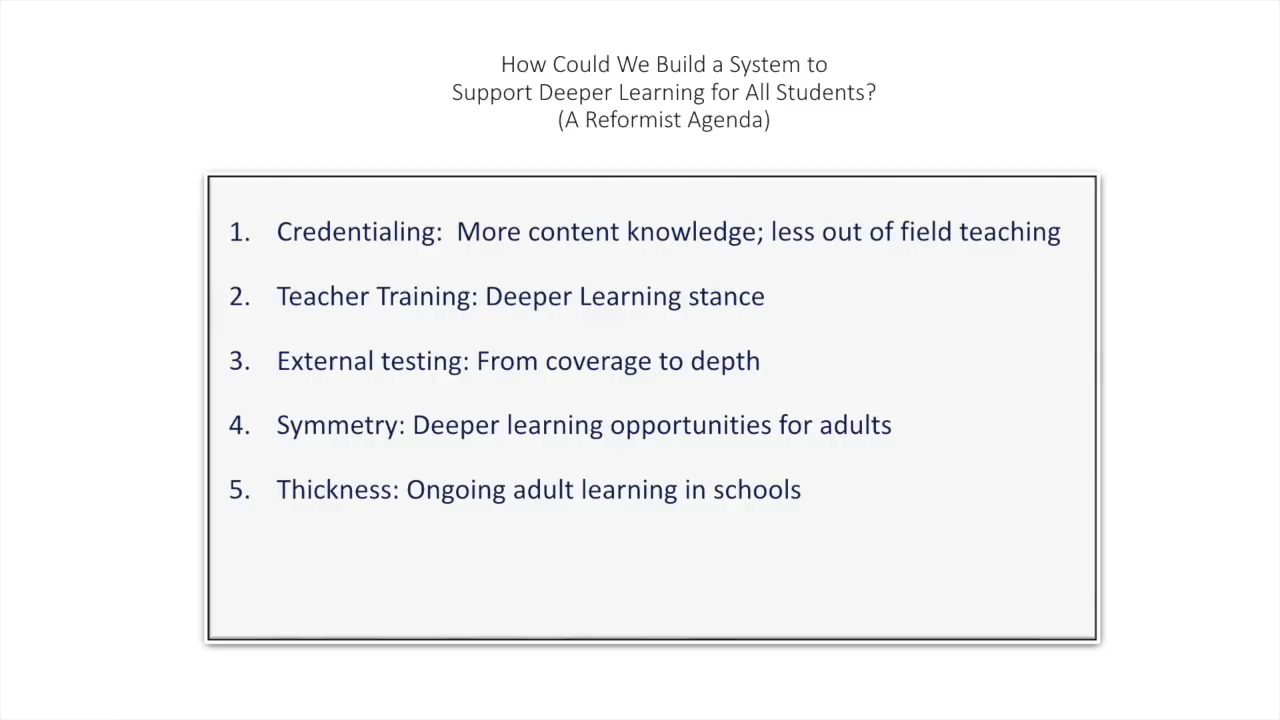 How Could We Build a System to
Support Deeper Learning for All Students?
(A Reformist Agenda)
1. Credentialing: More content knowledge; less out of field teaching
2. Teacher Training: Deeper Learning stance
3. External testing: From coverage to depth
4. Symmetry: Deeper learning opportunities for adults
5. Thickness: Ongoing adult learning in schools